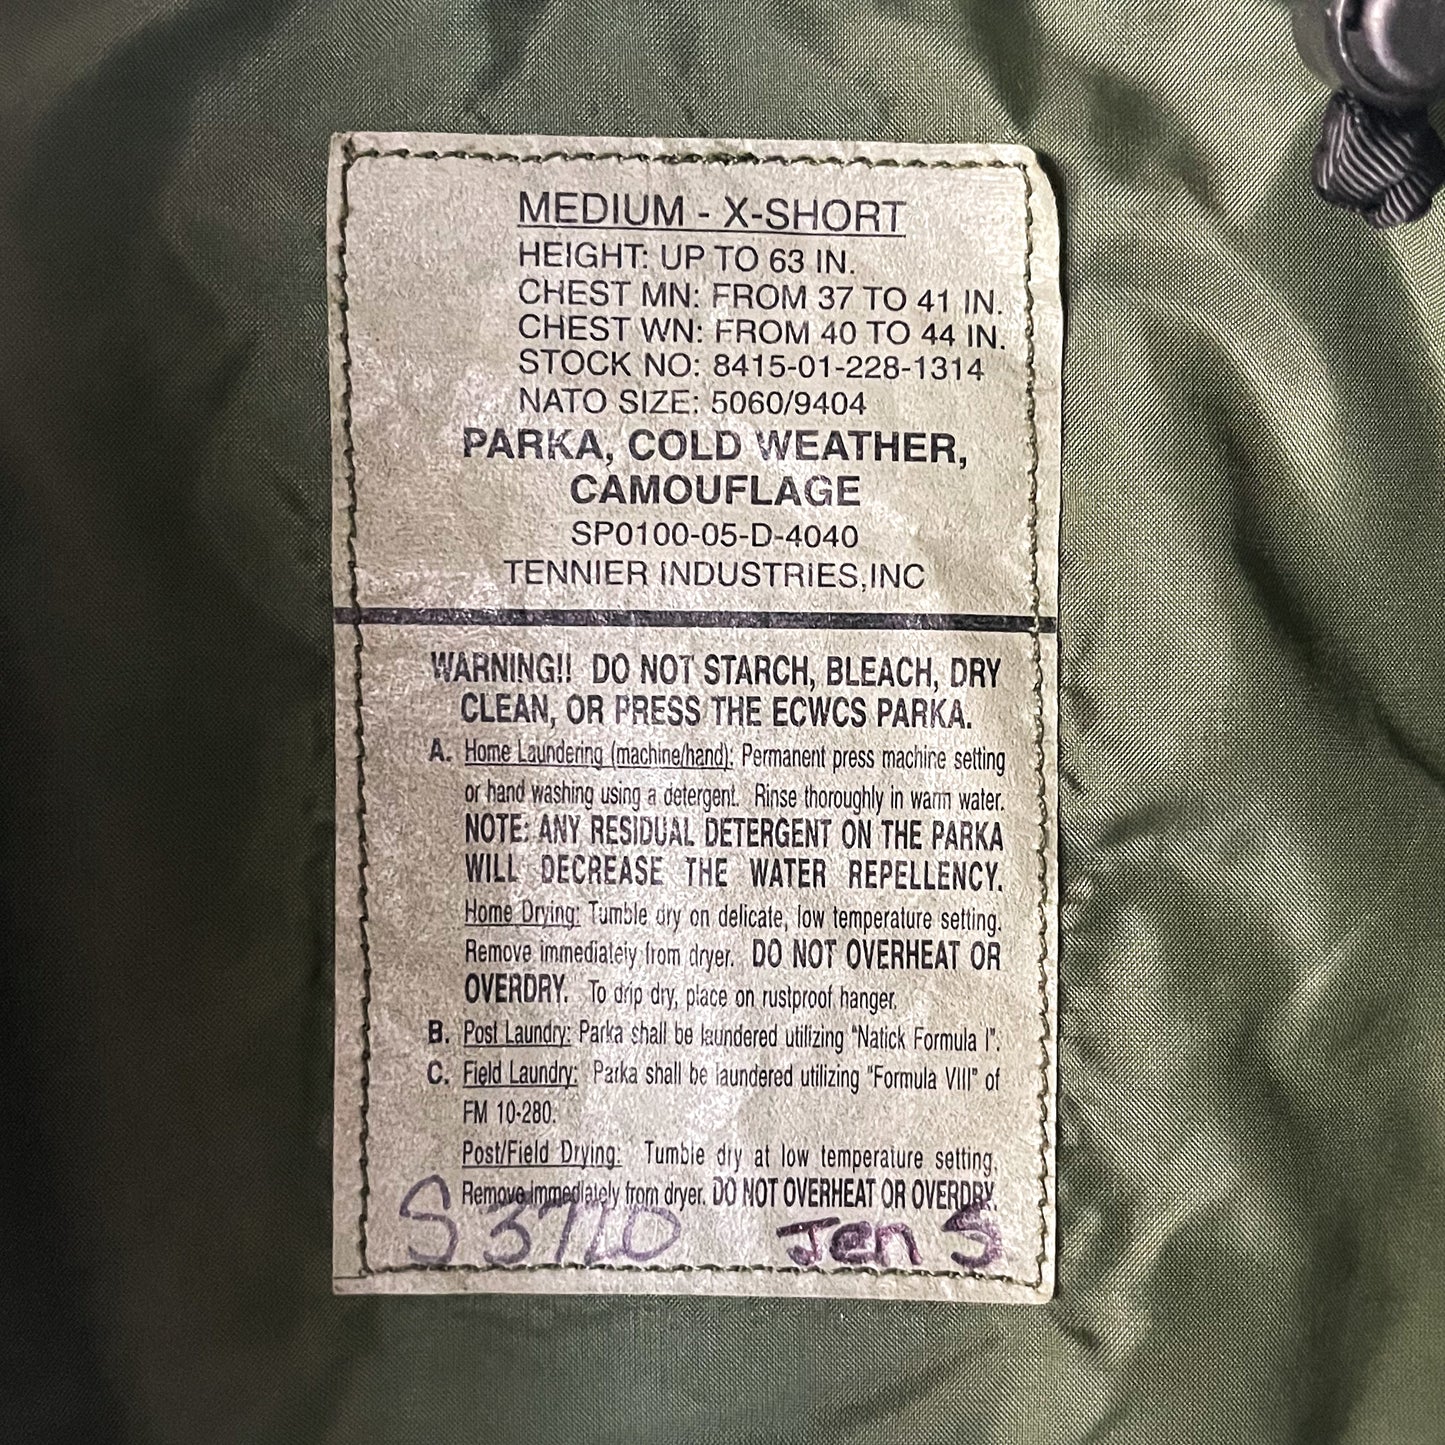 MEDIUM - X-SHORT
HEIGHT: UP TO 63 IN.
CHEST MN: FROM 37 TO 41 IN.
CHEST WN: FROM 40 TO 44 IN.
STOCK NO: 8415-01-228-1314
NATO SIZE: 5060/9404
PARKA, COLD WEATHER,
CAMOUFLAGE
SP0100-05-D-4040
TENNIER INDUSTRIES,INC
WARNING!! DO NOT STARCH, BLEACH, DRY
CLEAN, OR PRESS THE ECWCS PARKA.
A. Home Laundering (machine/hand): Permanent press machine setting
or hand washing using a detergent. Rinse thoroughly in warm water.
NOTE: ANY RESIDUAL DETERGENT ON THE PARKA
WILL DECREASE THE WATER REPELLENCY.
Home Drying: Tumble dry on delicate, low temperature setting.
Remove immediately from dryer. DO NOT OVERHEAT OR
OVERDRY. To drip dry, place on rustproof hanger.
B. Post Laundry: Parka shall be laundered utilizing "Natick Formula I".
C. Field Laundry: Parka shall be laundered utilizing "Formula VIII" of
FM 10-280.
Post/Field Drying: Tumble dry at low temperature setting.
Remove immediately from dryer. DO NOT OVERHEAT OR OVERDRY.
S 3720 Jen S